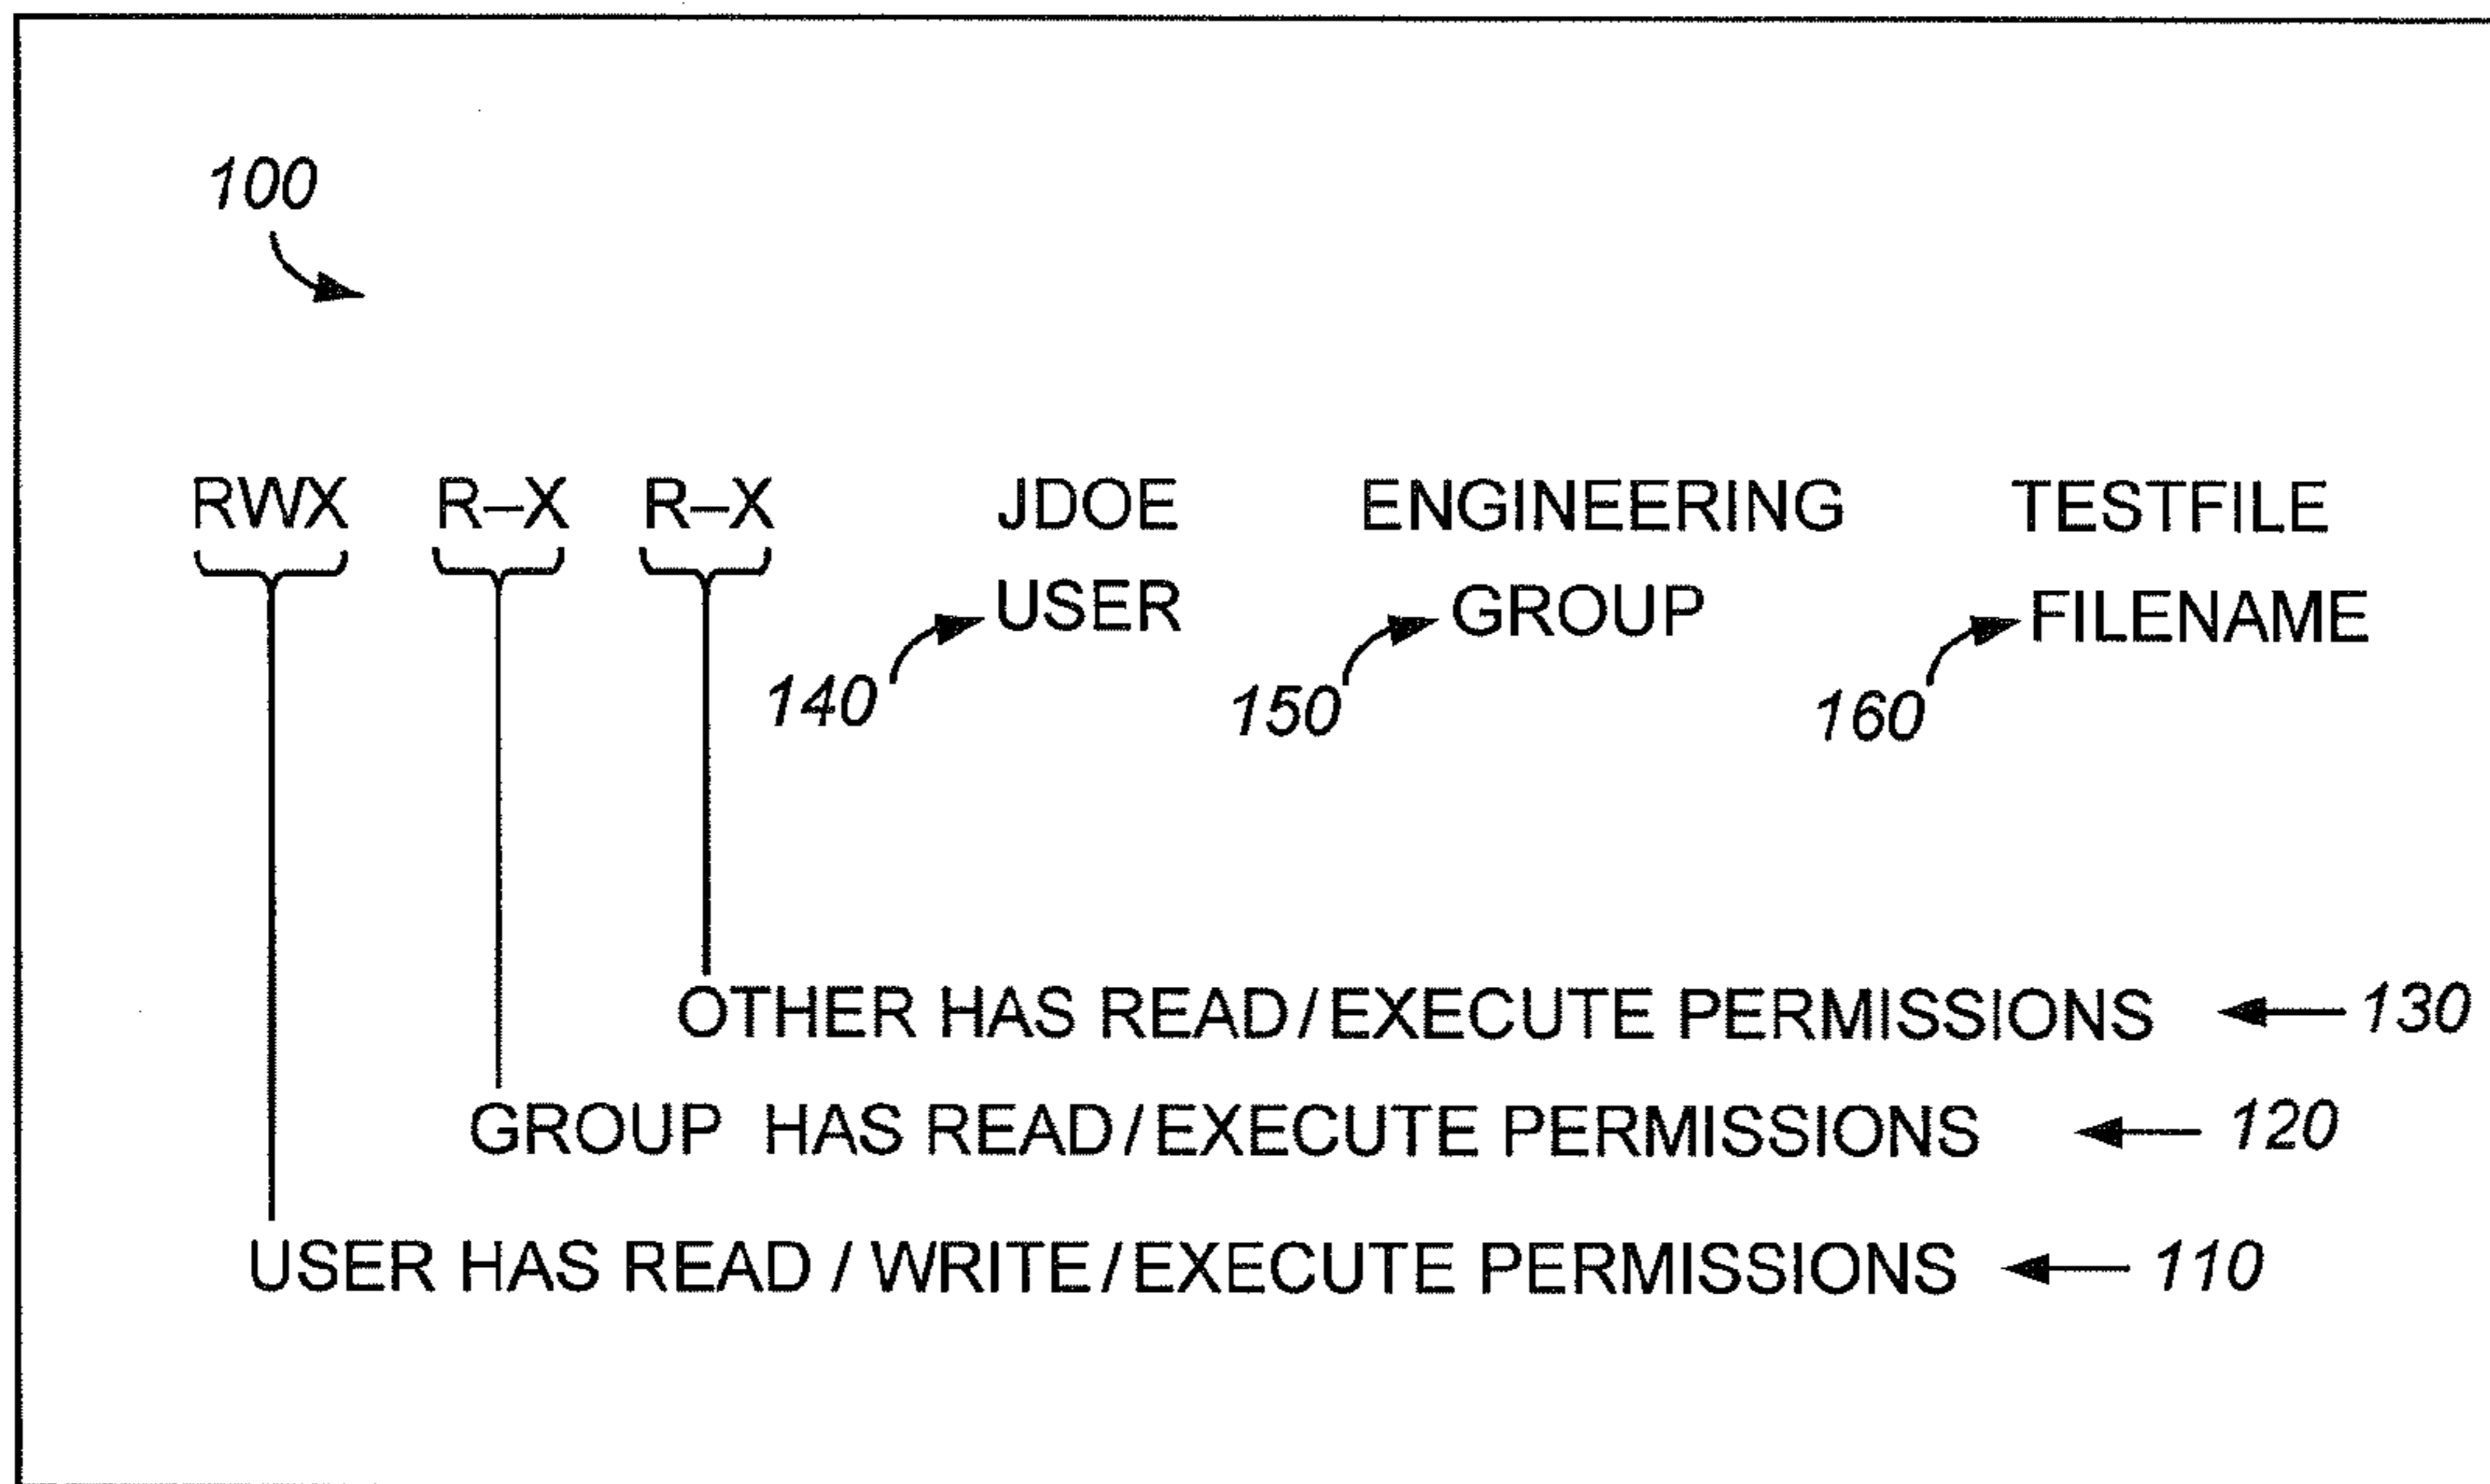 100
RWX R–X R–X JDOE ENGINEERING TESTFILE
USER GROUP FILENAME
140 150 160
OTHER HAS READ/EXECUTE PERMISSIONS 130
GROUP HAS READ/EXECUTE PERMISSIONS 120
USER HAS READ / WRITE/EXECUTE PERMISSIONS 110